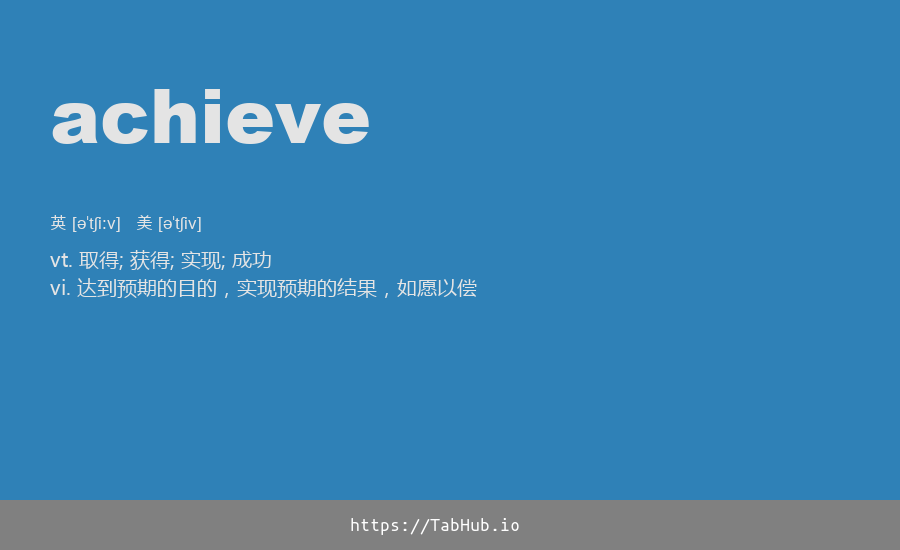 achieve
英 [ə'tʃiːv] 美 [ə'tʃiv]
vt. 取得; 获得; 实现; 成功
vi. 达到预期的目的，实现预期的结果，如愿以偿
https://TabHub.io